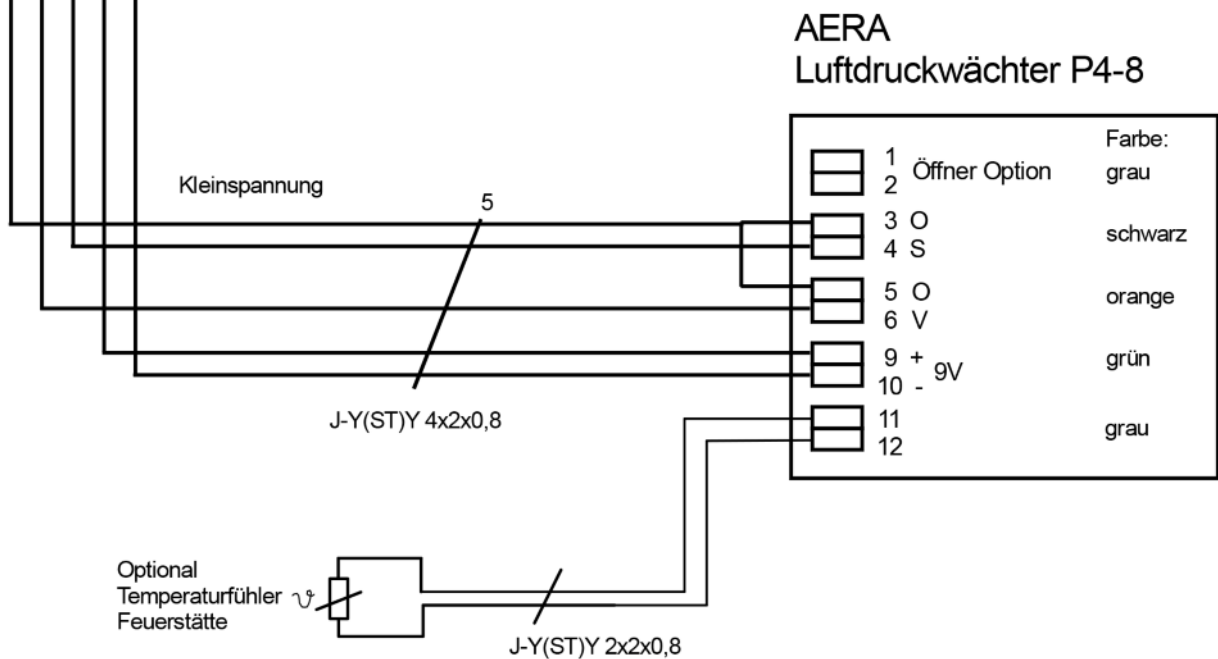 AERA
Luftdruckwächter P4-8
Farbe:
1
2
Öffner Option
grau
Kleinspannung
5
3 O
4 S
schwarz
5 O
6 V
orange
9 +
10 -
9V
grün
J-Y(ST)Y 4x2x0,8
11
12
grau
Optional
Temperaturfühler ϑ
Feuerstätte
J-Y(ST)Y 2x2x0,8